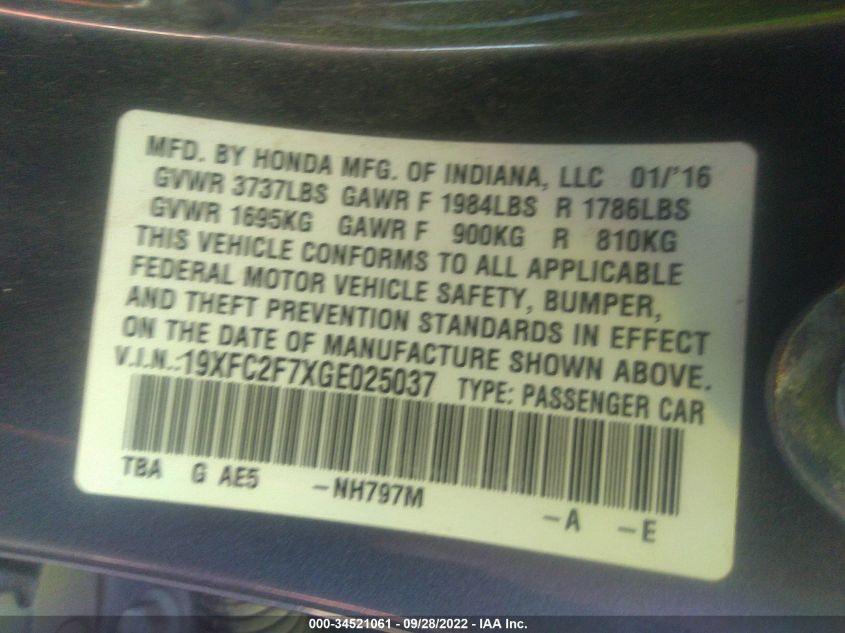 MFD. BY HONDA MFG. OF INDIANA, LLC 01/'16
GVWR 3737LBS GAWR F 1984LBS R 1786LBS
GVWR 1695KG GAWR F 900KG R 810KG
THIS VEHICLE CONFORMS TO ALL APPLICABLE
FEDERAL MOTOR VEHICLE SAFETY, BUMPER,
AND THEFT PREVENTION STANDARDS IN EFFECT
ON THE DATE OF MANUFACTURE SHOWN ABOVE.
V.I.N.:19XFC2F7XGE025037 TYPE: PASSENGER CAR
TBA G AE5 -NH797M -A -E
000-34521061 - 09/28/2022 - IAA Inc.